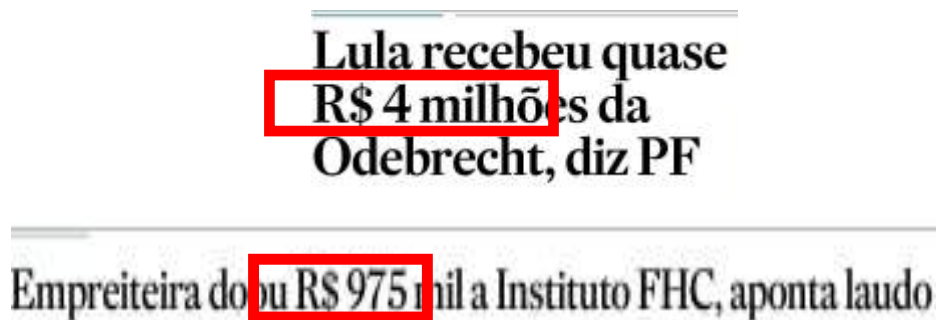 Lula recebeu quase
R$ 4 milhões da
Odebrecht, diz PF
Empreiteira doou R$ 975 mil a Instituto FHC, aponta laudo